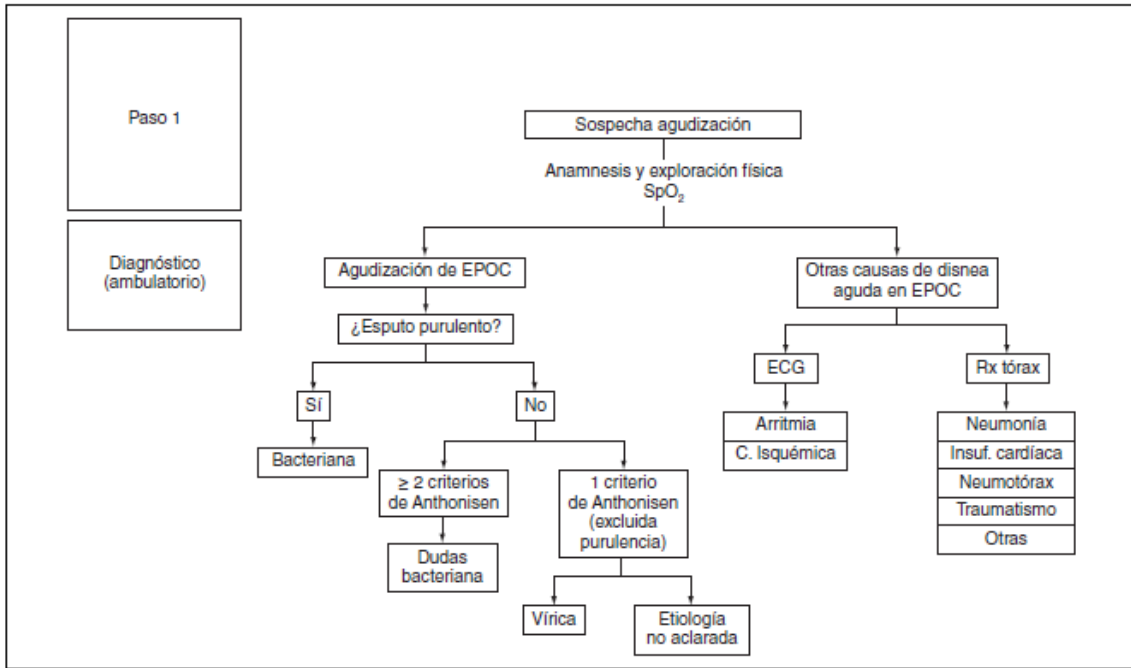 Paso 1
Diagnóstico
(ambulatorio)
Sospecha agudización
Anamnesis y exploración física
SpO₂
Agudización de EPOC
Otras causas de disnea
aguda en EPOC
¿Esputo purulento?
ECG
Rx tórax
Sí
No
Arritmia
C. Isquémica
Neumonía
Insuf. cardíaca
Neumotórax
Traumatismo
Otras
Bacteriana
≥ 2 criterios
de Anthonisen
1 criterio
de Anthonisen
(excluida
purulencia)
Dudas
bacteriana
Vírica
Etiología
no aclarada